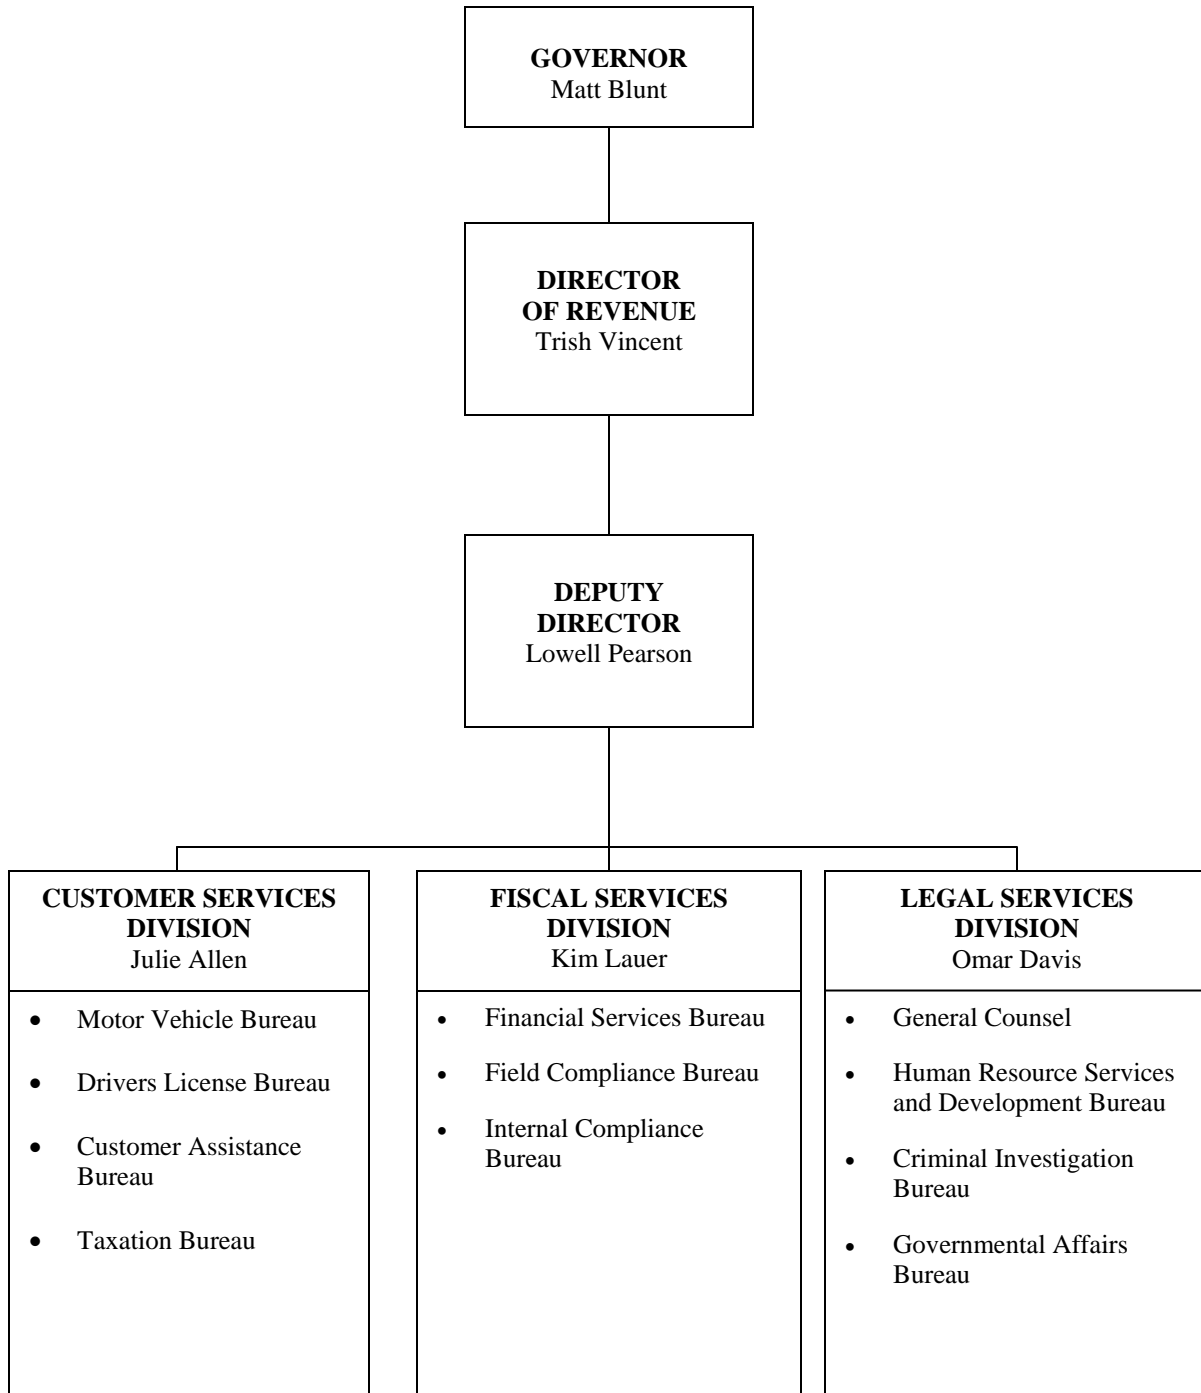 GOVERNOR
Matt Blunt
DIRECTOR
OF REVENUE
Trish Vincent
DEPUTY
DIRECTOR
Lowell Pearson
CUSTOMER SERVICES
DIVISION
Julie Allen
• Motor Vehicle Bureau
• Drivers License Bureau
• Customer Assistance
Bureau
• Taxation Bureau
FISCAL SERVICES
DIVISION
Kim Lauer
• Financial Services Bureau
• Field Compliance Bureau
• Internal Compliance
Bureau
LEGAL SERVICES
DIVISION
Omar Davis
• General Counsel
• Human Resource Services
and Development Bureau
• Criminal Investigation
Bureau
• Governmental Affairs
Bureau